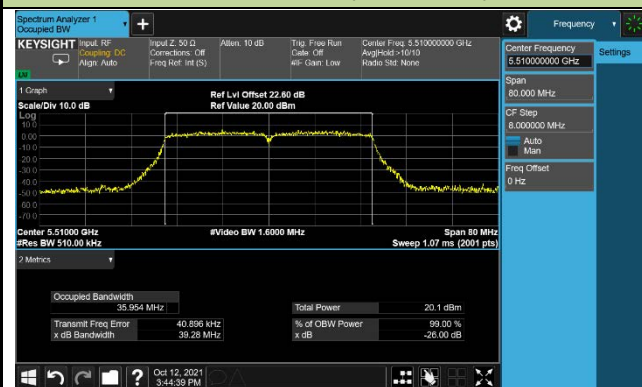 Spectrum Analyzer 1
Occupied BW
Frequency
KEYSIGHT
Input: RF
Coupling: DC
Align: Auto
Input Z: 50 Ω
Corrections: Off
Freq Ref: Int (S)
Atten: 10 dB
Trig: Free Run
Gate: Off
#IF Gain: Low
Center Freq: 5.510000000 GHz
Avg|Hold:>10/10
Radio Std: None
Center Frequency
5.510000000 GHz
Settings
Span
80.000 MHz
CF Step
8.000000 MHz
Auto
Man
Freq Offset
0 Hz
1 Graph
Scale/Div 10.0 dB
Ref Lvl Offset 22.60 dB
Ref Value 20.00 dBm
Log
10.0
0.00
-10.0
-20.0
-30.0
-40.0
-50.0
-60.0
-70.0
Center 5.51000 GHz
#Video BW 1.6000 MHz
Span 80 MHz
#Res BW 510.00 kHz
Sweep 1.07 ms (2001 pts)
2 Metrics
Occupied Bandwidth
35.954 MHz
Total Power
20.1 dBm
Transmit Freq Error
40.896 kHz
% of OBW Power
99.00 %
x dB Bandwidth
39.28 MHz
x dB
-26.00 dB
Oct 12, 2021
3:44:39 PM